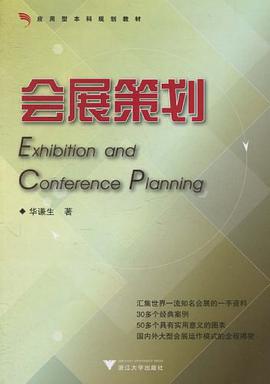 应用型本科规划教材
会展策划
Exhibition and
Conference Planning
华谦生 著
汇集世界一流知名会展的一手资料
30多个经典案例
50多个具有实用意义的图表
国内外大型会展运作模式的全程揭密
浙江大学出版社